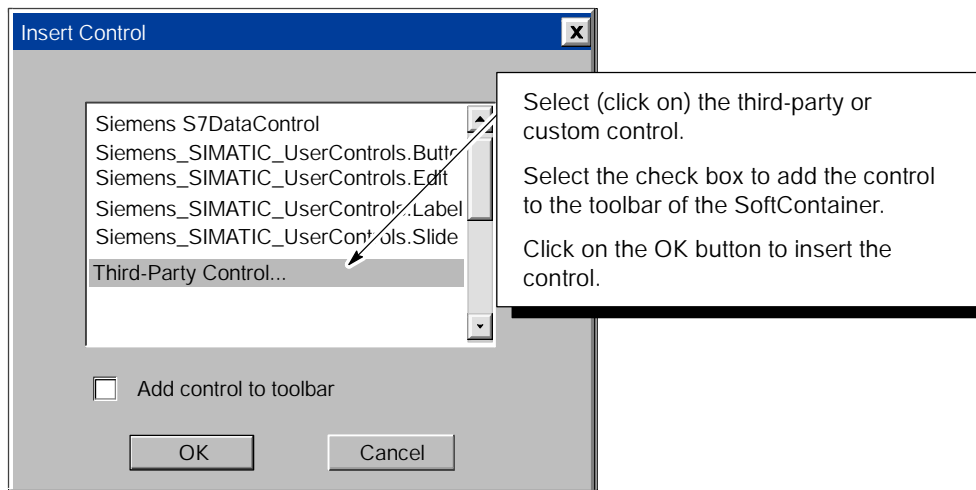 Insert Control
X
Select (click on) the third-party or
custom control.
Select the check box to add the control
to the toolbar of the SoftContainer.
Click on the OK button to insert the
control.
Siemens S7DataControl
Siemens_SIMATIC_UserControls.Butto
Siemens_SIMATIC_UserControls.Edit
Siemens_SIMATIC_UserControls.Label
Siemens_SIMATIC_UserControls.Slide
Third-Party Control...
Add control to toolbar
OK
Cancel